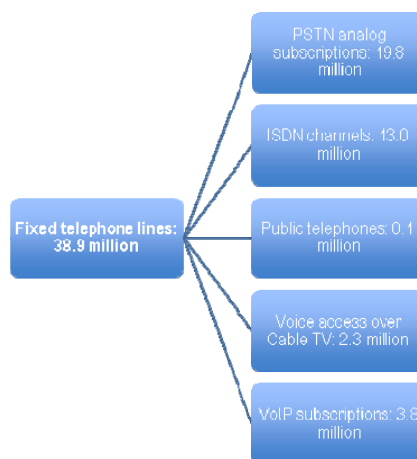 PSTN analog
subscriptions: 19.8
million
ISDN channels: 13.0
million
Fixed telephone lines:
38.9 million
Public telephones: 0.1
million
Voice access over
Cable TV: 2.3 million
VoIP subscriptions: 3.8
million